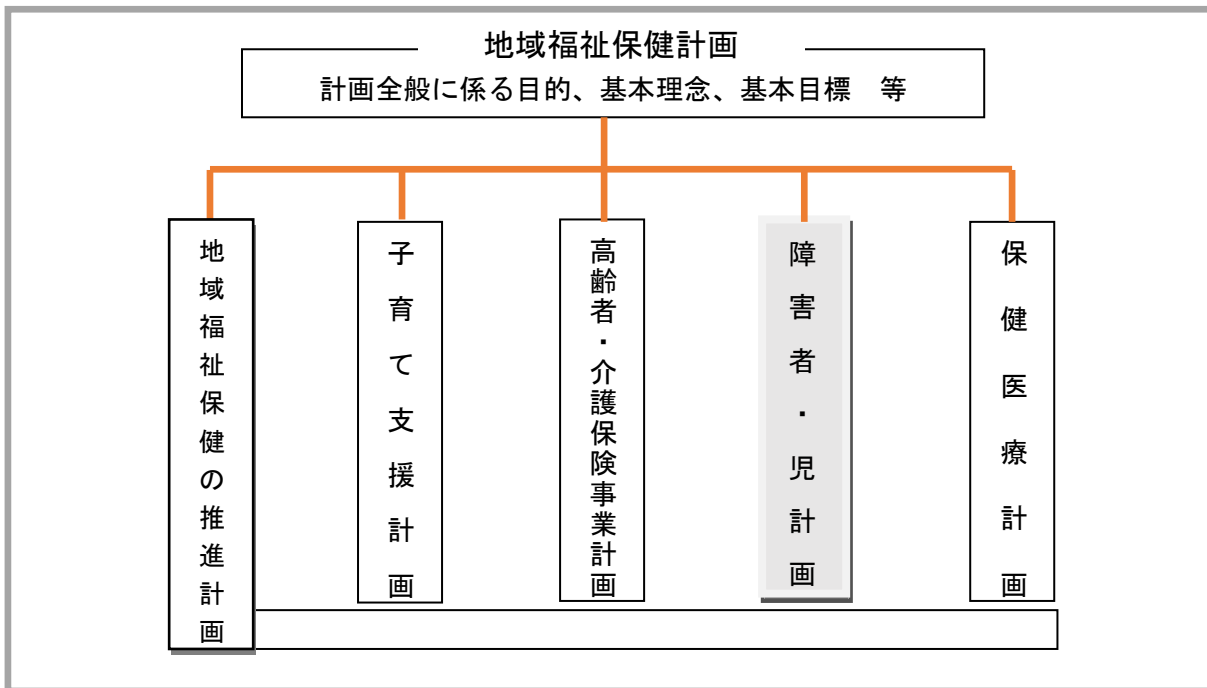 地域福祉保健計画
計画全般に係る目的、基本理念、基本目標　等
地域福祉保健の推進計画
子育て支援計画
高齢者・介護保険事業計画
障害者・児計画
保健医療計画